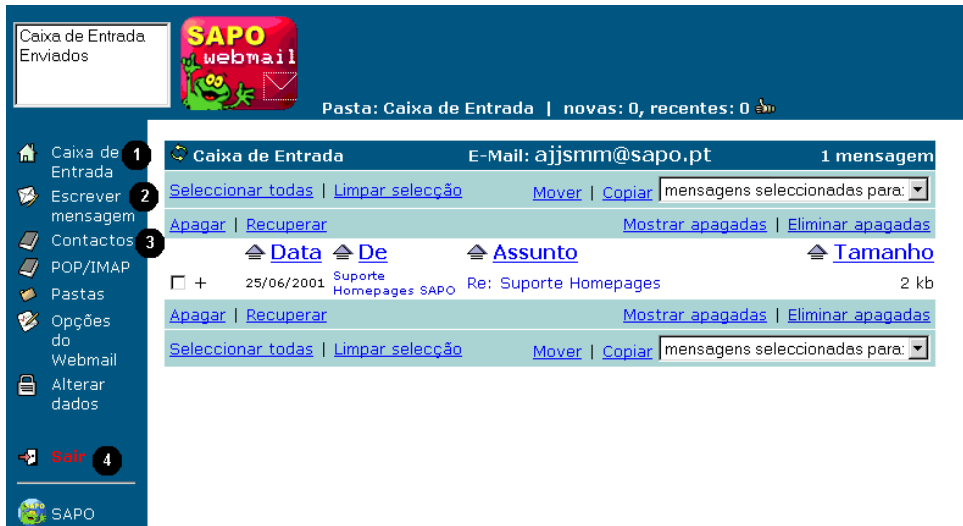 Caixa de Entrada
Enviados
SAPO
webmail
Pasta: Caixa de Entrada | novas: 0, recentes: 0
Caixa de Entrada 1
Escrever mensagem 2
Contactos 3
POP/IMAP
Pastas
Opções do Webmail
Alterar dados
Sair 4
SAPO
Caixa de Entrada E-Mail: ajjsmm@sapo.pt 1 mensagem
Seleccionar todas | Limpar selecção Mover | Copiar mensagens seleccionadas para:
Apagar | Recuperar Mostrar apagadas | Eliminar apagadas
Data De Assunto Tamanho
+ 25/06/2001 Suporte Homepages SAPO Re: Suporte Homepages 2 kb
Apagar | Recuperar Mostrar apagadas | Eliminar apagadas
Seleccionar todas | Limpar selecção Mover | Copiar mensagens seleccionadas para: